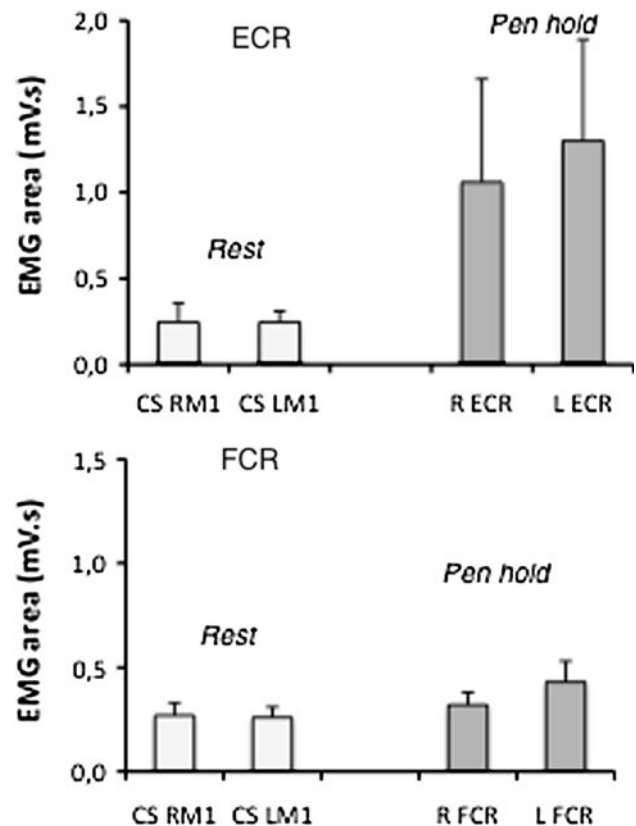 ECR
Pen hold
2,0
1,5
1,0
0,5
0,0
EMG area (mV.s)
Rest
CS RM1 CS LM1 R ECR L ECR
FCR
1,5
1,0
0,5
0,0
EMG area (mV.s)
Pen hold
Rest
CS RM1 CS LM1 R FCR L FCR